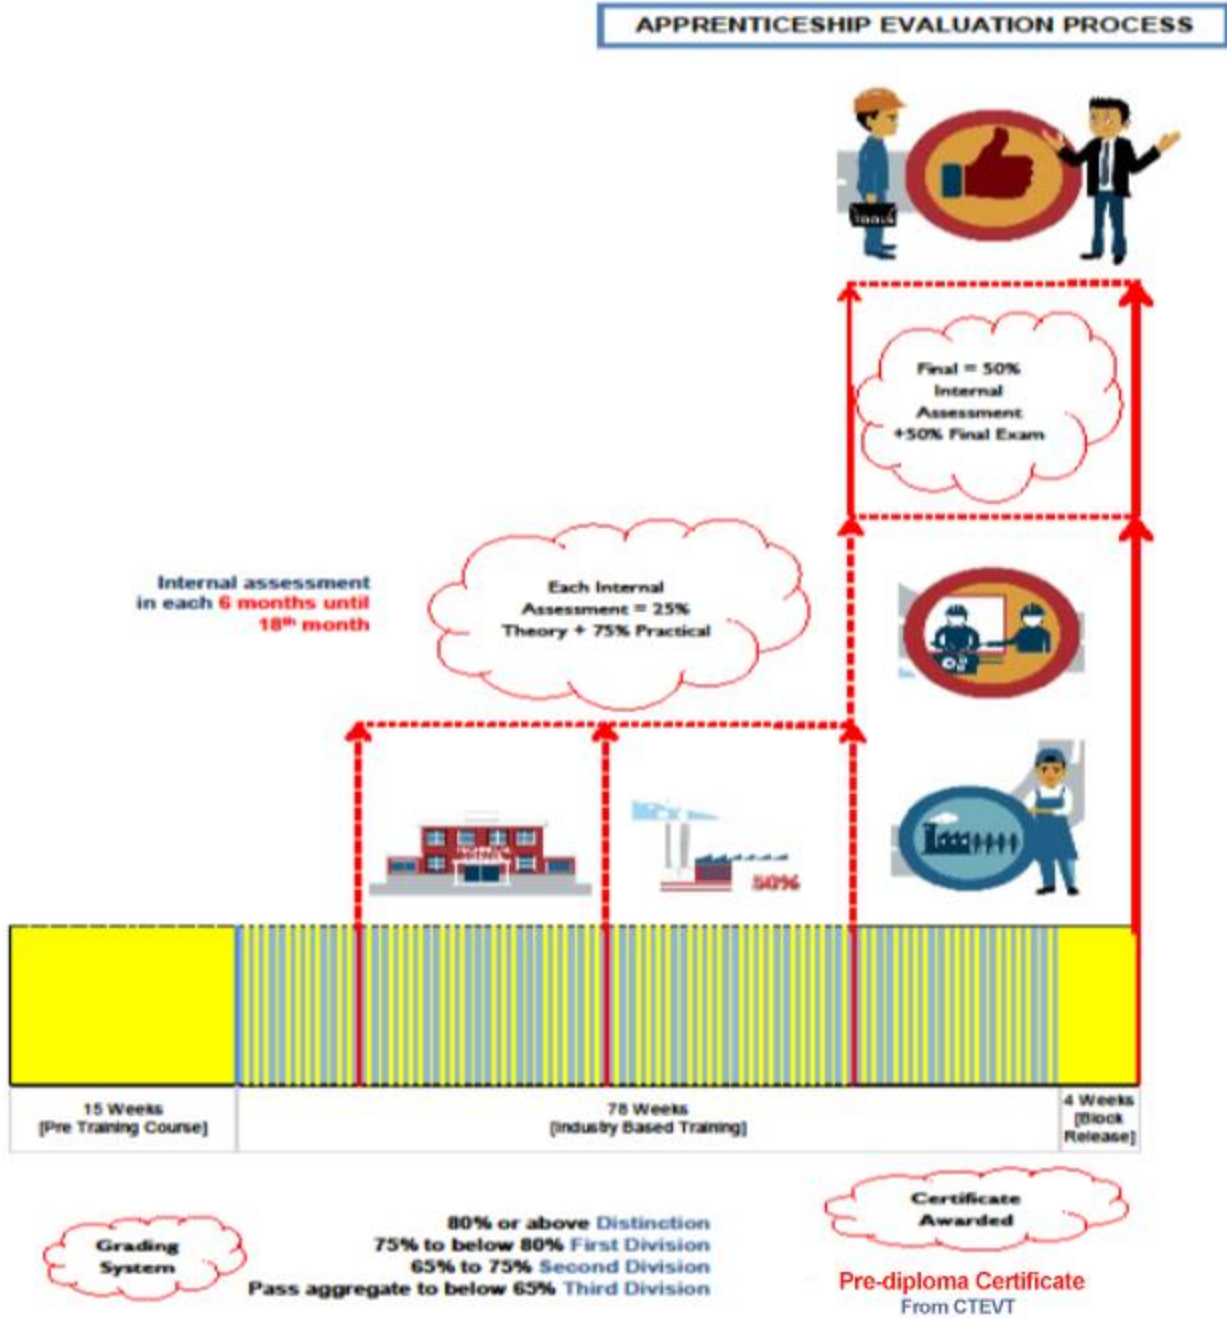 APPRENTICESHIP EVALUATION PROCESS
TOOLS
Final = 50%
Internal
Assessment
+50% Final Exam
Internal assessment
in each 6 months until
18th month
Each Internal
Assessment = 25%
Theory + 75% Practical
50%
15 Weeks
[Pre Training Course]
78 Weeks
[Industry Based Training]
4 Weeks
[Block
Release]
Grading
System
80% or above Distinction
75% to below 80% First Division
65% to 75% Second Division
Pass aggregate to below 65% Third Division
Certificate
Awarded
Pre-diploma Certificate
From CTEVT